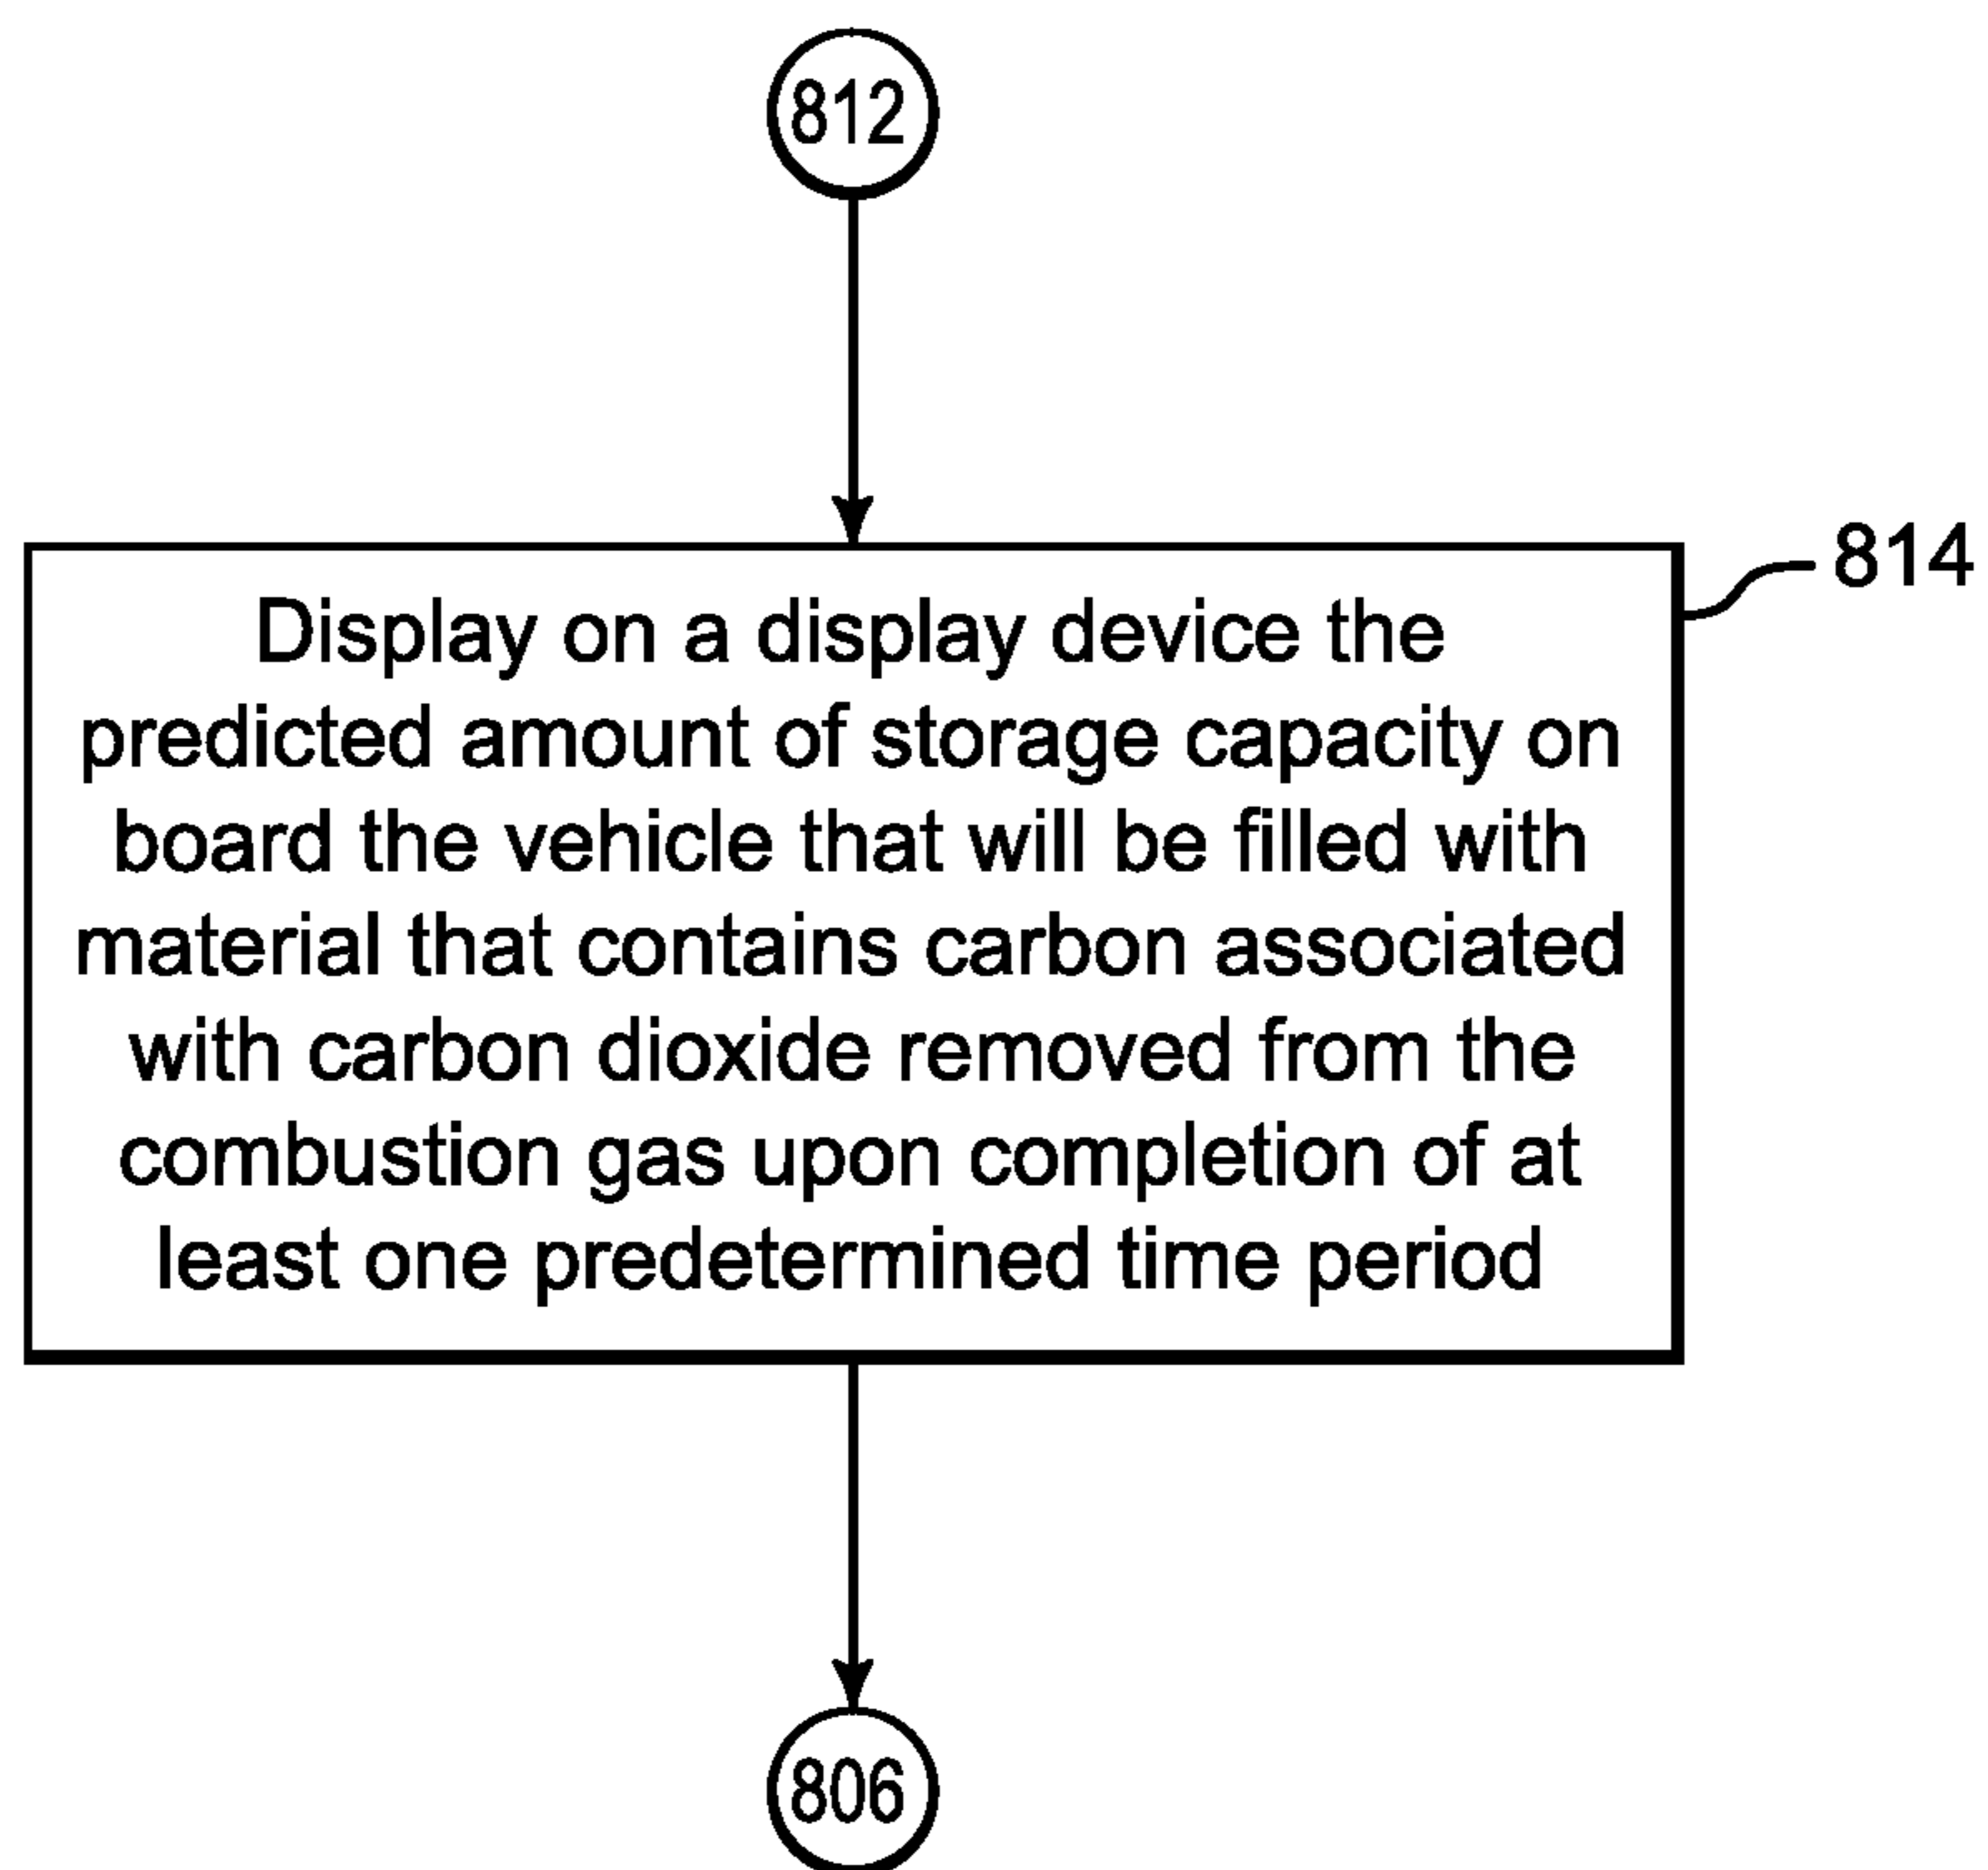 812
814
Display on a display device the
predicted amount of storage capacity on
board the vehicle that will be filled with
material that contains carbon associated
with carbon dioxide removed from the
combustion gas upon completion of at
least one predetermined time period
806